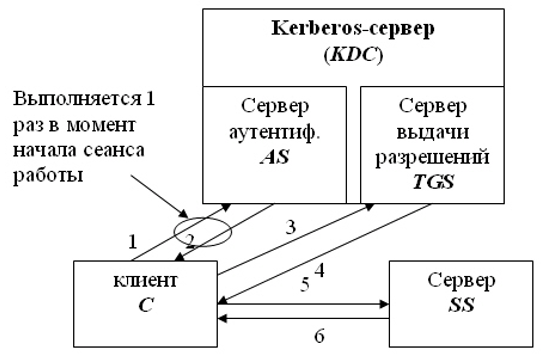 Kerberos-сервер
(KDC)
Выполняется 1
раз в момент
начала сеанса
работы
Сервер
аутентиф.
AS
Сервер
выдачи
разрешений
TGS
1
2
3
4
5
6
клиент
C
Сервер
SS